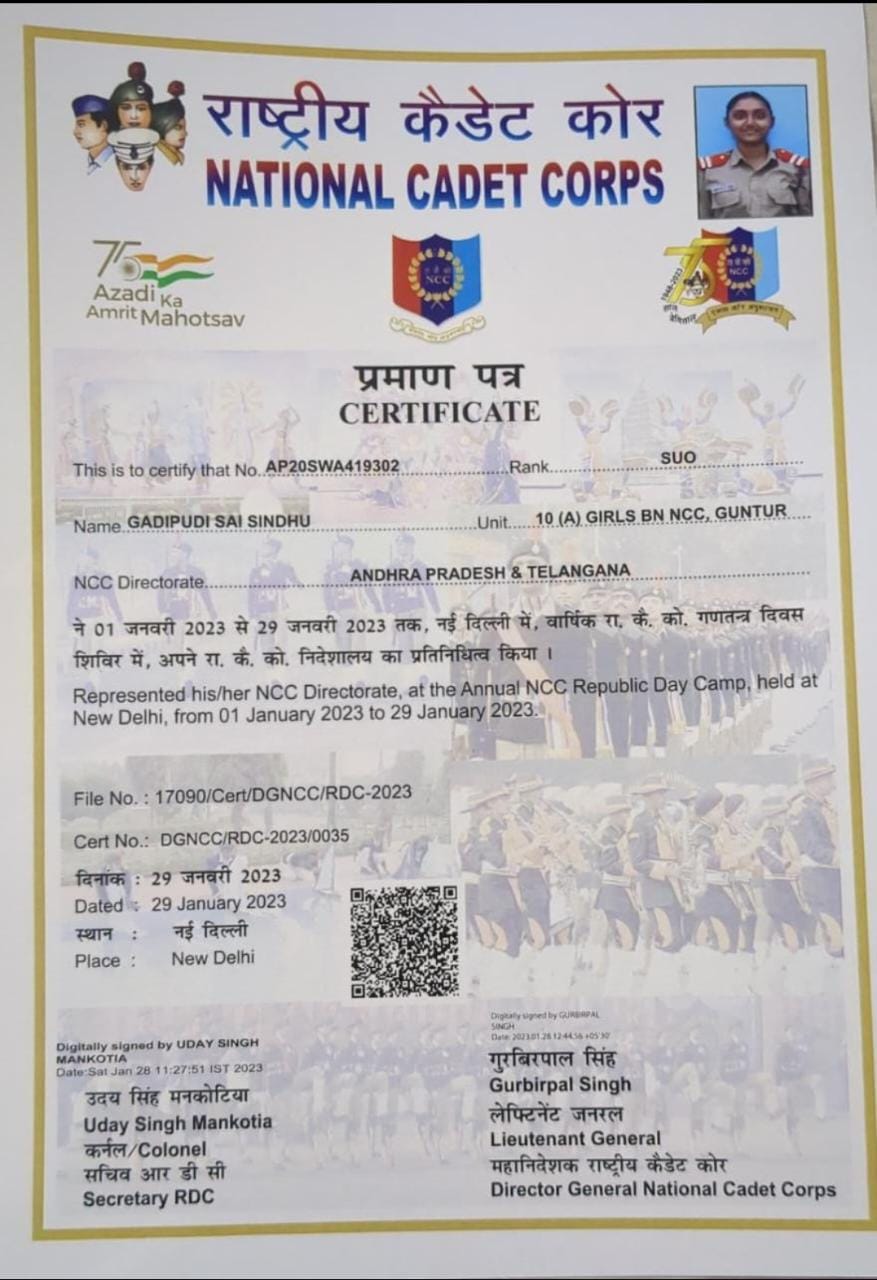 राष्ट्रीय कैडेट कोर
NATIONAL CADET CORPS
75
Azadi Ka
Amrit Mahotsav
NCC
75
1948-2023
NCC
प्रमाण पत्र
CERTIFICATE
This is to certify that No. AP20SWA419302 Rank SUO
Name GADIPUDI SAI SINDHU Unit 10 (A) GIRLS BN NCC, GUNTUR
NCC Directorate ANDHRA PRADESH & TELANGANA
ने 01 जनवरी 2023 से 29 जनवरी 2023 तक, नई दिल्ली में, वार्षिक रा. कै. को. गणतन्त्र दिवस
शिविर में, अपने रा. कै. को. निदेशालय का प्रतिनिधित्व किया ।
Represented his/her NCC Directorate, at the Annual NCC Republic Day Camp, held at
New Delhi, from 01 January 2023 to 29 January 2023.
File No. : 17090/Cert/DGNCC/RDC-2023
Cert No.: DGNCC/RDC-2023/0035
दिनांक : 29 जनवरी 2023
Dated : 29 January 2023
स्थान : नई दिल्ली
Place : New Delhi
Digitally signed by UDAY SINGH
MANKOTIA
Date:Sat Jan 28 11:27:51 IST 2023
उदय सिंह मनकोटिया
Uday Singh Mankotia
कर्नल/Colonel
सचिव आर डी सी
Secretary RDC
Digitally signed by GURBIRPAL
SINGH
Date: 2023.01.28 12:44:56 +05'30'
गुरबिरपाल सिंह
Gurbirpal Singh
लेफ्टिनेंट जनरल
Lieutenant General
महानिदेशक राष्ट्रीय कैडेट कोर
Director General National Cadet Corps